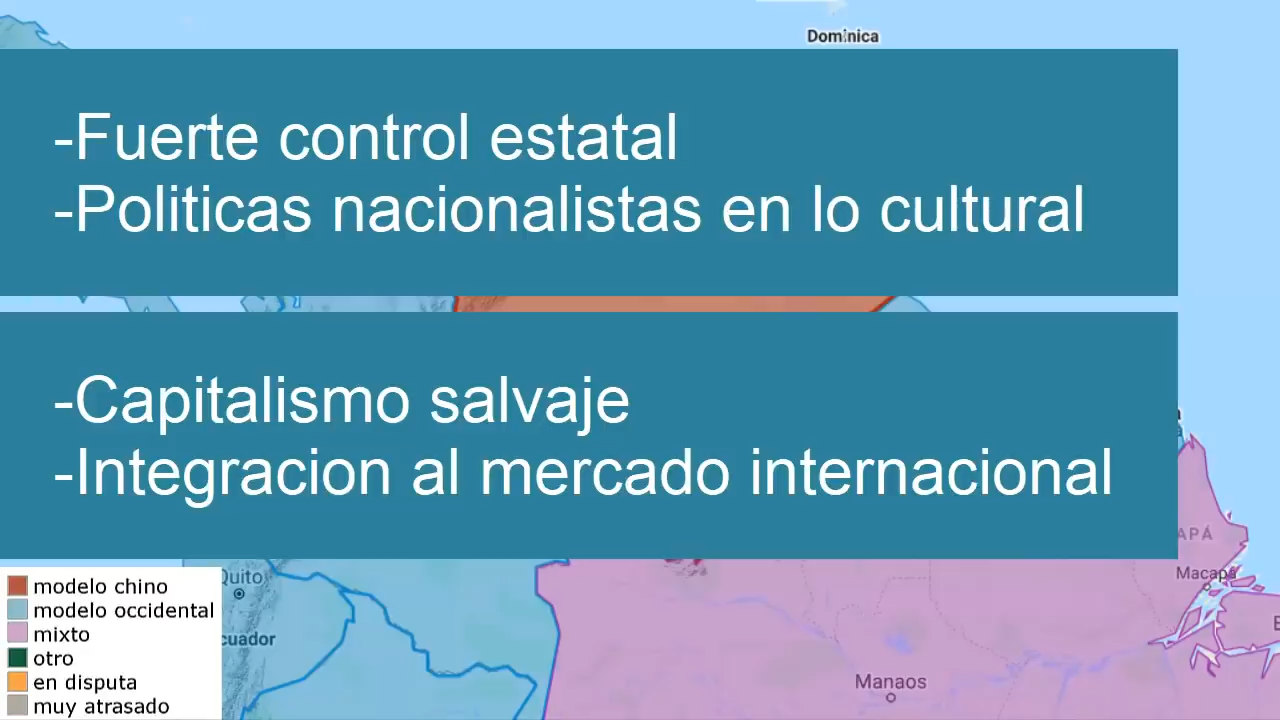 Dominica
-Fuerte control estatal
-Politicas nacionalistas en lo cultural
-Capitalismo salvaje
-Integracion al mercado internacional
APÁ
Macapá
Quito
cuador
Manaos
modelo chino
modelo occidental
mixto
otro
en disputa
muy atrasado